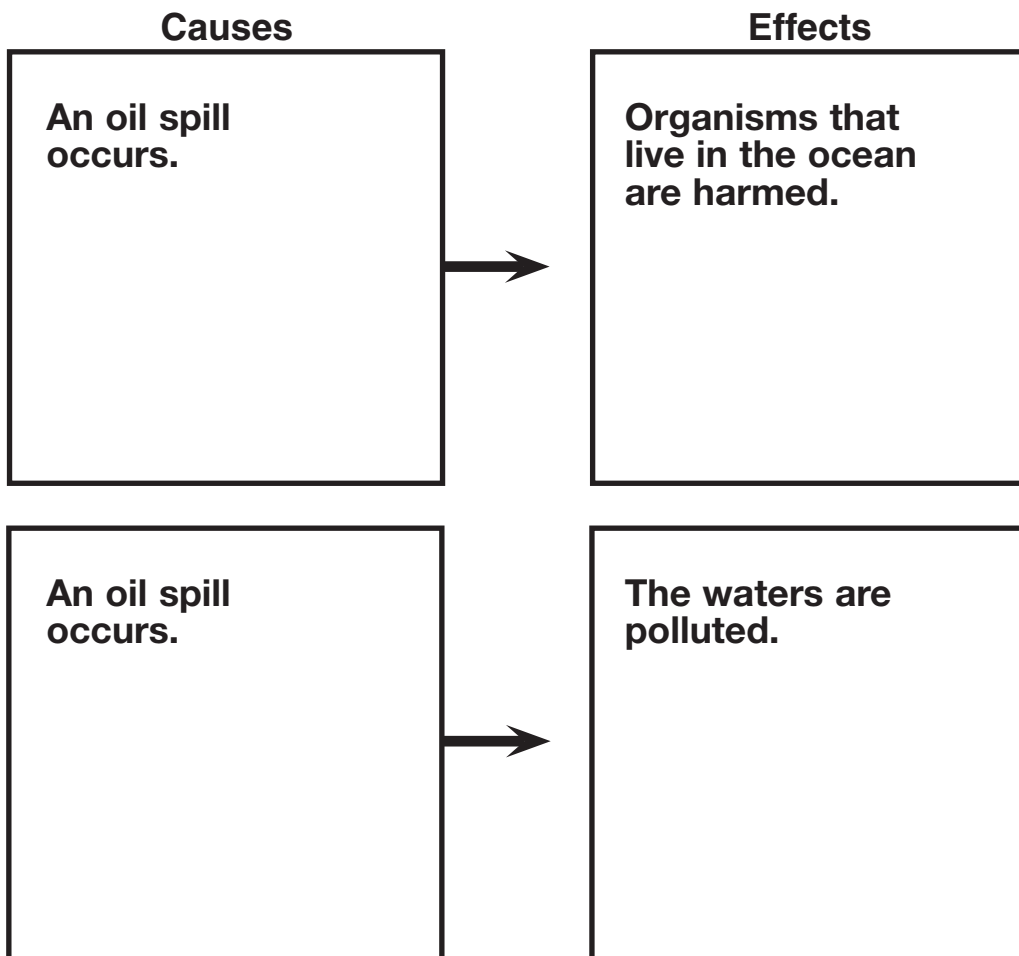 Causes
Effects
An oil spill
occurs.
Organisms that
live in the ocean
are harmed.
An oil spill
occurs.
The waters are
polluted.